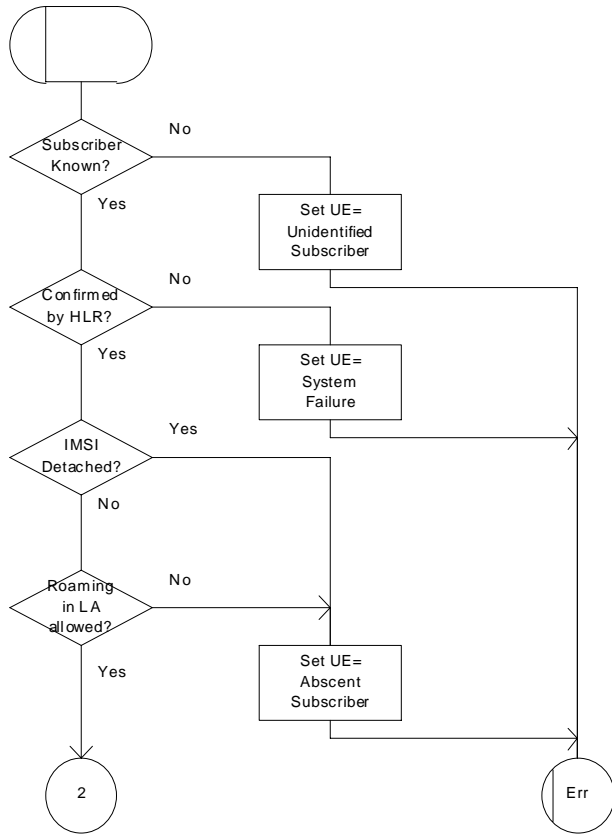 No
Subscriber
Known?
Yes
Set UE=
Unidentified
Subscriber
No
Confirmed
by HLR?
Yes
Set UE=
System
Failure
Yes
IMSI
Detached?
No
No
Roaming
in LA
allowed?
Yes
Set UE=
Abscent
Subscriber
2
Err